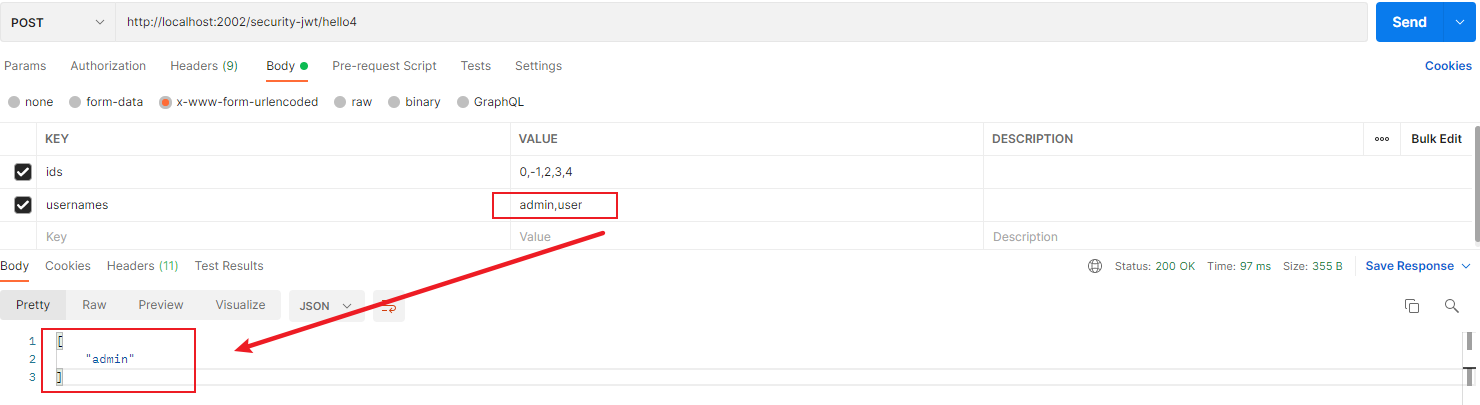 POST http://localhost:2002/security-jwt/hello4 Send
Params Authorization Headers (9) Body Pre-request Script Tests Settings Cookies
none form-data x-www-form-urlencoded raw binary GraphQL
KEY VALUE DESCRIPTION Bulk Edit
ids 0,-1,2,3,4
usernames admin,user
Key Value Description
Body Cookies Headers (11) Test Results Status: 200 OK Time: 97 ms Size: 355 B Save Response
Pretty Raw Preview Visualize JSON
1 [
2 "admin"
3 ]